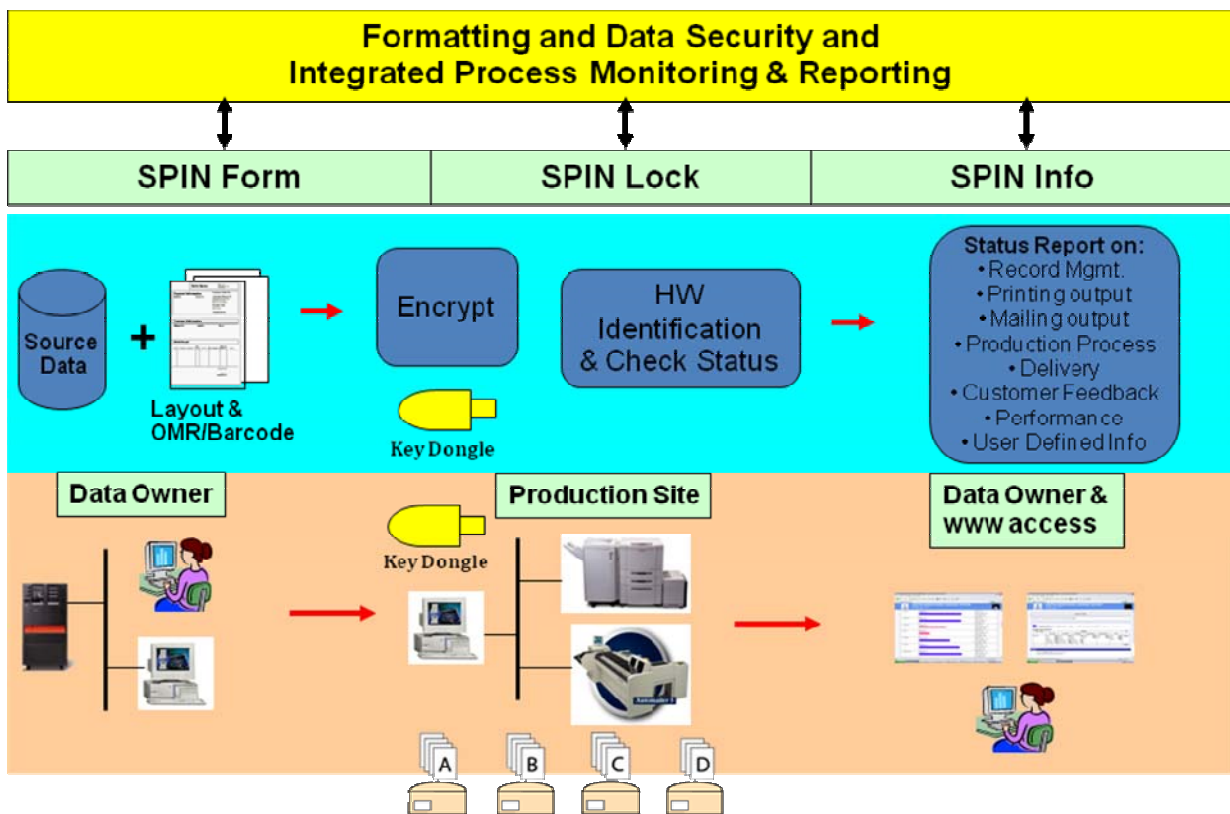 Formatting and Data Security and
Integrated Process Monitoring & Reporting
SPIN Form
SPIN Lock
SPIN Info
Source
Data
+
Layout &
OMR/Barcode
Encrypt
Key Dongle
HW
Identification
& Check Status
Status Report on:
• Record Mgmt.
• Printing output
• Mailing output
• Production Process
• Delivery
• Customer Feedback
• Performance
• User Defined Info
Data Owner
Key Dongle
Production Site
Data Owner &
www access
A
B
C
D